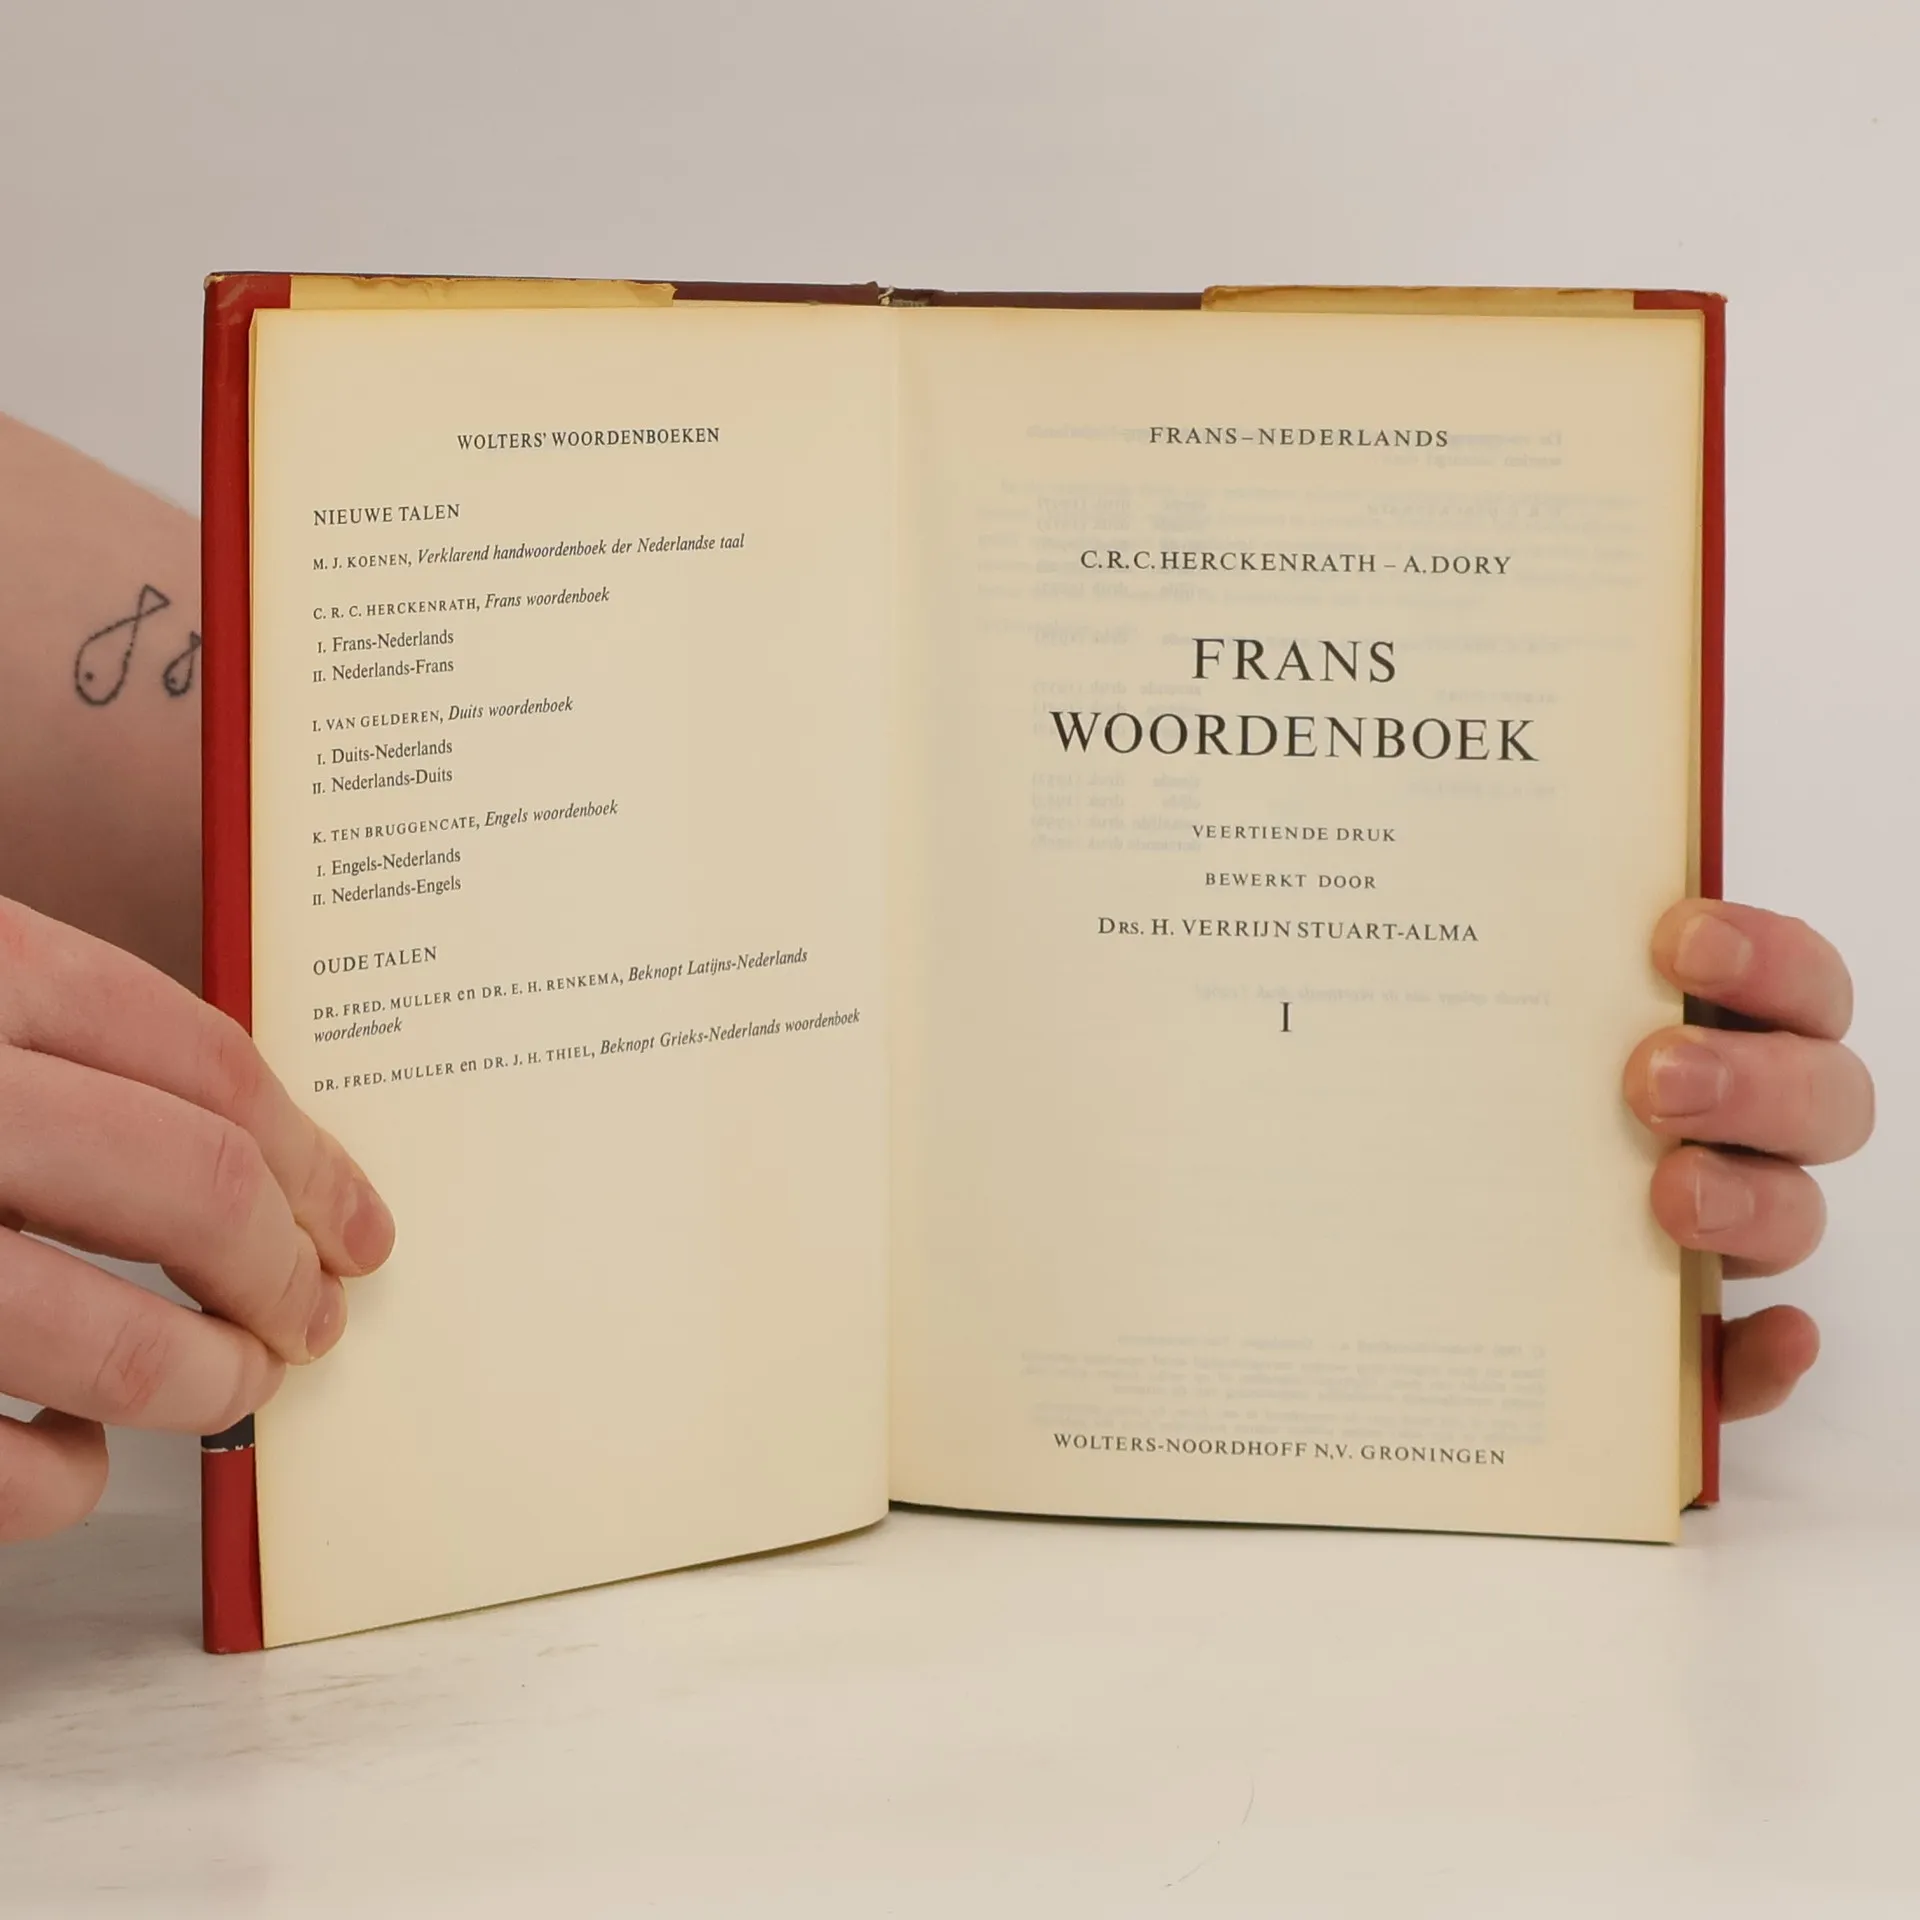 WOLTERS' WOORDENBOEKEN
NIEUWE TALEN
M. J. KOENEN, Verklarend handwoordenboek der Nederlandse taal
C. R. C. HERCKENRATH, Frans woordenboek
I. Frans-Nederlands
II. Nederlands-Frans
I. VAN GELDEREN, Duits woordenboek
I. Duits-Nederlands
II. Nederlands-Duits
K. TEN BRUGGENCATE, Engels woordenboek
I. Engels-Nederlands
II. Nederlands-Engels
OUDE TALEN
DR. FRED. MULLER en DR. E. H. RENKEMA, Beknopt Latijns-Nederlands
woordenboek
DR. FRED. MULLER en DR. J. H. THIEL, Beknopt Grieks-Nederlands woordenboek
FRANS–NEDERLANDS
C.R.C. HERCKENRATH – A. DORY
FRANS
WOORDENBOEK
VEERTIENDE DRUK
BEWERKT DOOR
DRS. H. VERRIJN STUART-ALMA
I
WOLTERS-NOORDHOFF N.V. GRONINGEN